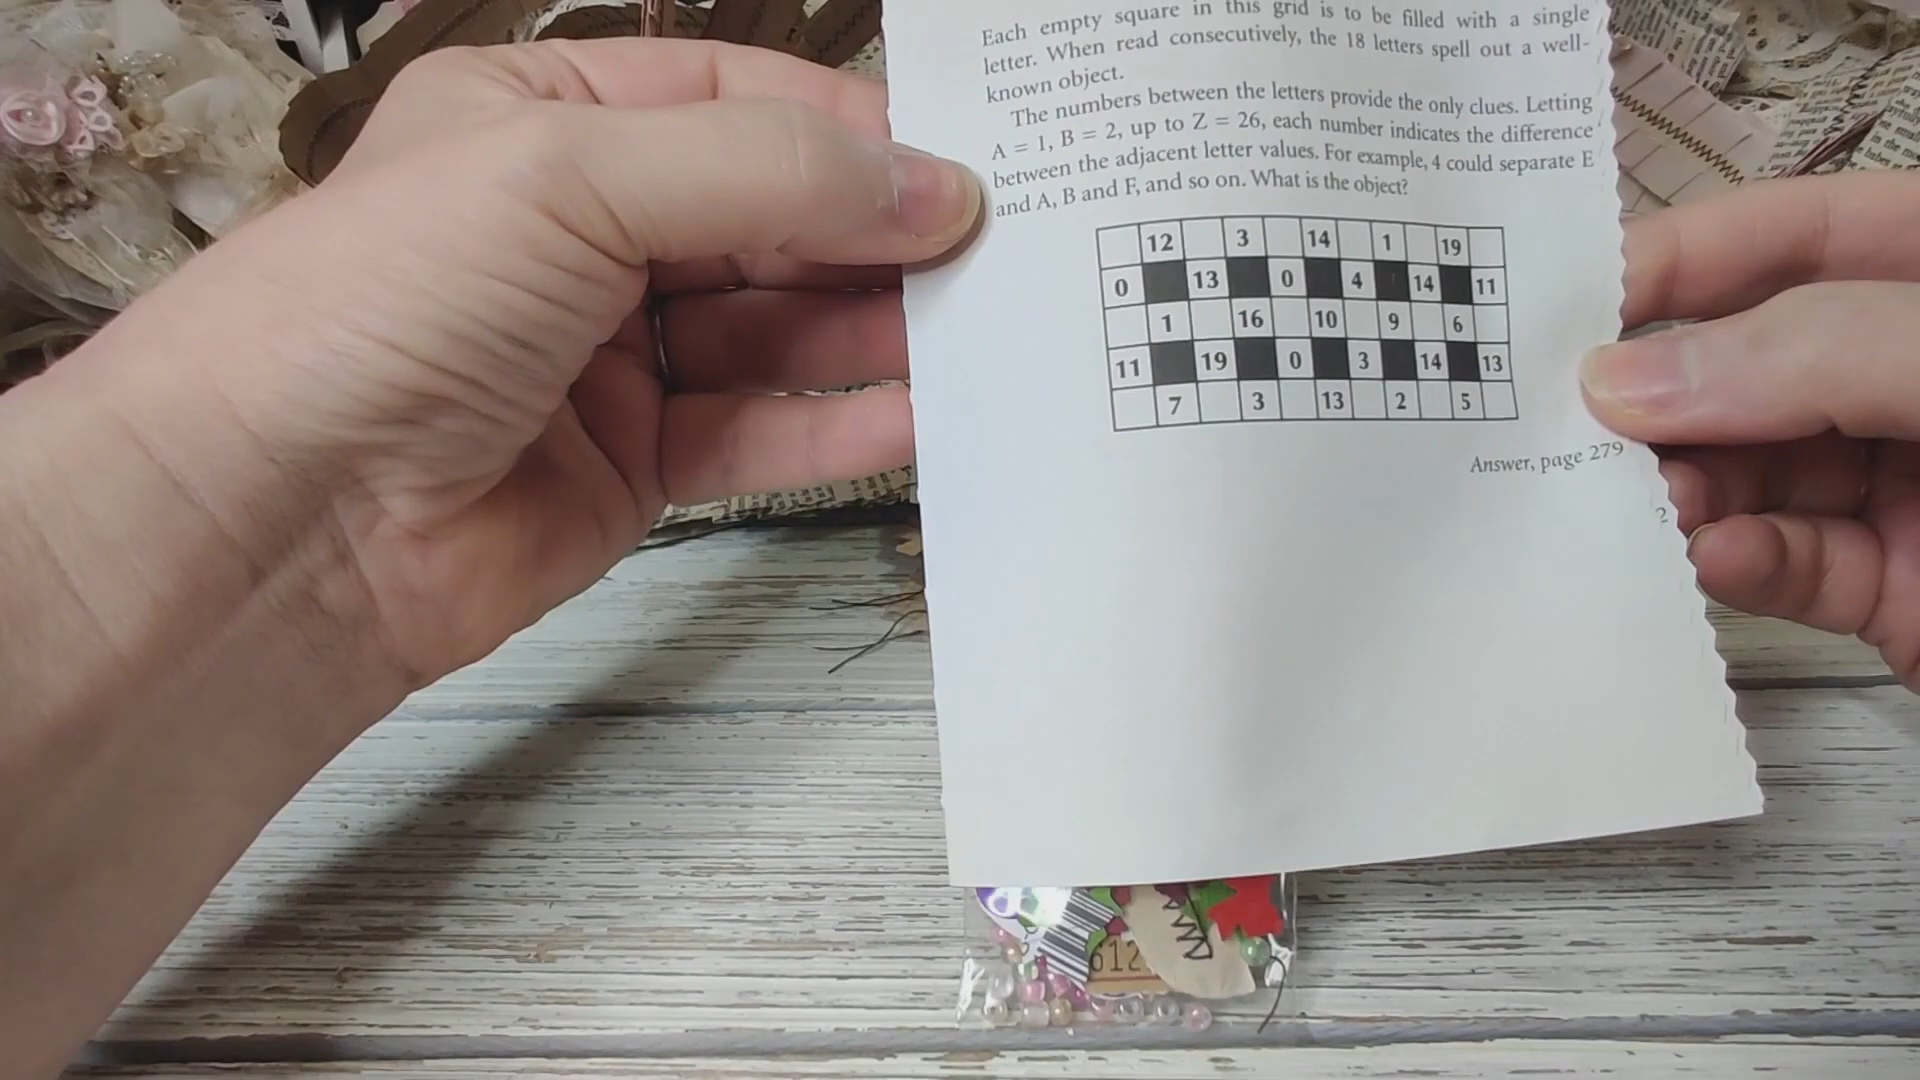 Each empty square in this grid is to be filled with a single
letter. When read consecutively, the 18 letters spell out a well-
known object.
The numbers between the letters provide the only clues. Letting
A = 1, B = 2, up to Z = 26, each number indicates the difference
between the adjacent letter values. For example, 4 could separate E
and A, B and F, and so on. What is the object?
12 3 14 1 19
0 13 0 4 14 11
1 16 10 9 6
11 19 0 3 14 13
7 3 13 2 5
Answer, page 279
2
612